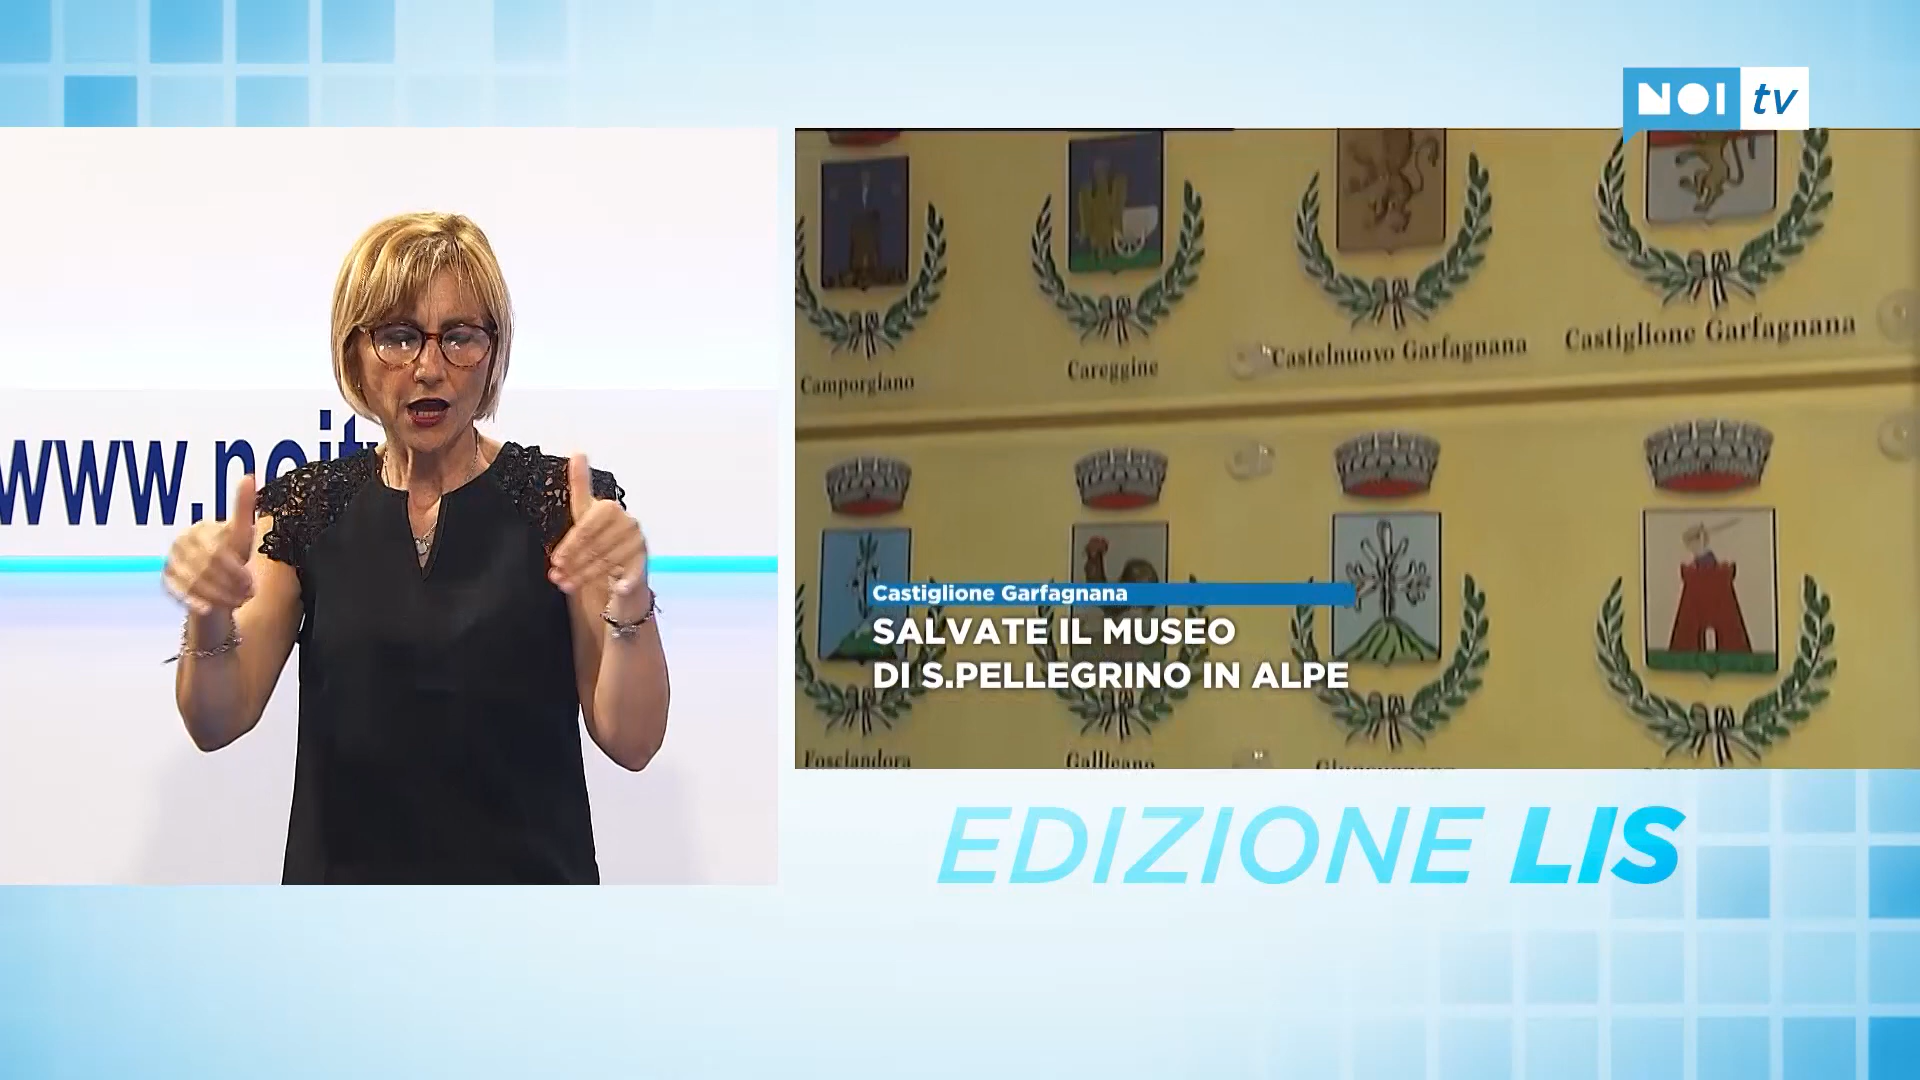 NOI tv
www.noitv
Camporgiano
Careggine
Castelnuovo Garfagnana
Castiglione Garfagnana
Castiglione Garfagnana
SALVATE IL MUSEO
DI S.PELLEGRINO IN ALPE
Fosciandora
Gallicano
EDIZIONE LIS